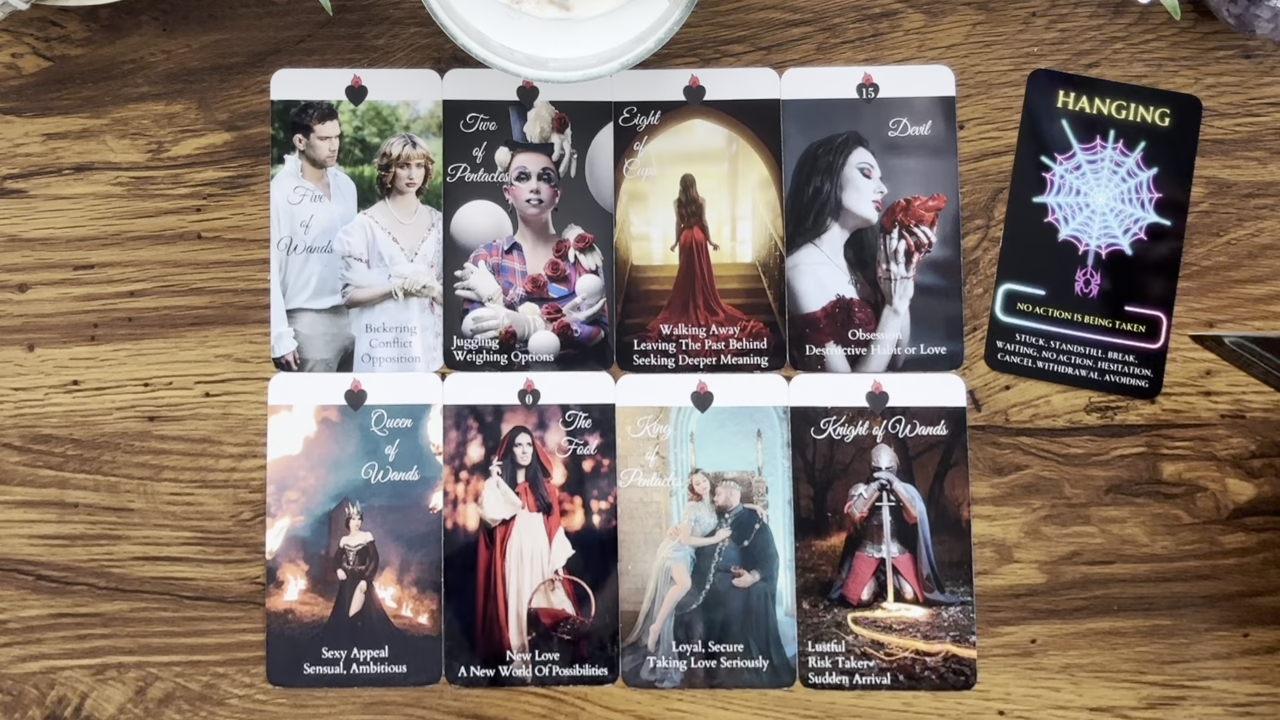 Five
of
Wands
Bickering
Conflict
Opposition
Two
of
Pentacles
Juggling
Weighing Options
Eight
of
Cups
Walking Away
Leaving The Past Behind
Seeking Deeper Meaning
15
Devil
Obsession
Destructive Habit or Love
HANGING
NO ACTION IS BEING TAKEN
STUCK, STANDSTILL, BREAK,
WAITING, NO ACTION, HESITATION,
CANCEL, WITHDRAWAL, AVOIDING
Queen
of
Wands
Sexy Appeal
Sensual, Ambitious
0
The
Fool
New Love
A New World Of Possibilities
King
of
Pentacles
Loyal, Secure
Taking Love Seriously
Knight of Wands
Lustful
Risk Taker
Sudden Arrival